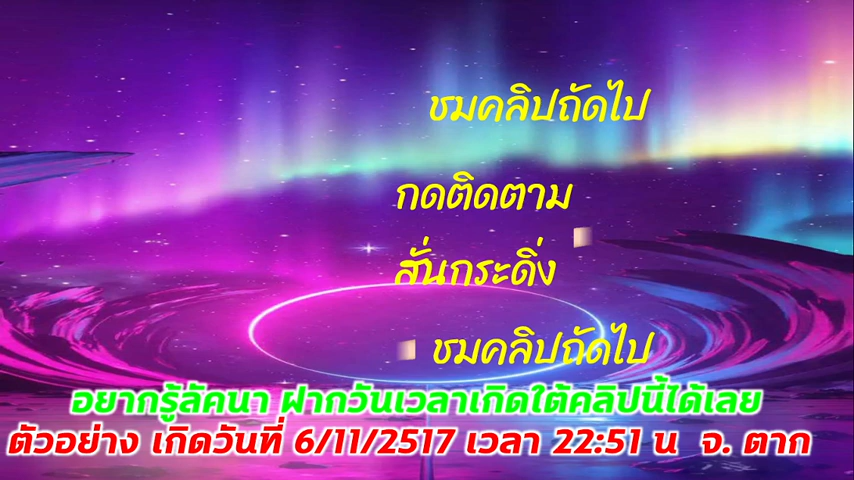 ชมคลิปถัดไป
กดติดตาม
สั่นกระดิ่ง
ชมคลิปถัดไป
อยากรู้ลัคนา ฝากวันเวลาเกิดใต้คลิปนี้ได้เลย
ตัวอย่าง เกิดวันที่ 6/11/2517 เวลา 22:51 น จ. ตาก